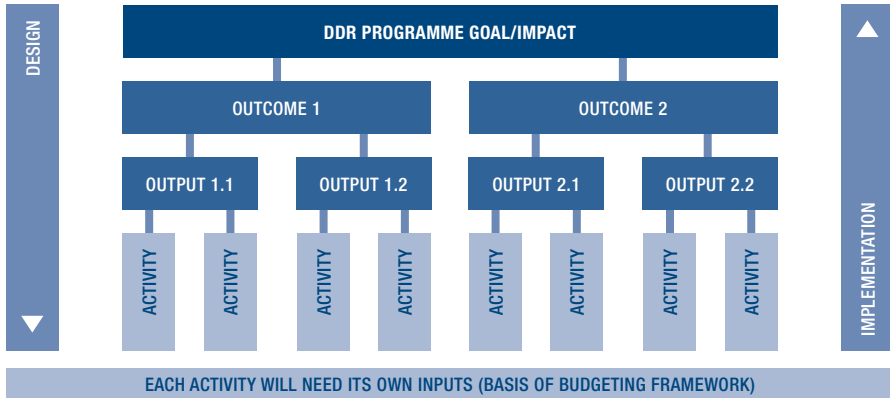 DESIGN
DDR PROGRAMME GOAL/IMPACT
OUTCOME 1
OUTCOME 2
OUTPUT 1.1
OUTPUT 1.2
OUTPUT 2.1
OUTPUT 2.2
ACTIVITY
ACTIVITY
ACTIVITY
ACTIVITY
ACTIVITY
ACTIVITY
ACTIVITY
ACTIVITY
IMPLEMENTATION
EACH ACTIVITY WILL NEED ITS OWN INPUTS (BASIS OF BUDGETING FRAMEWORK)